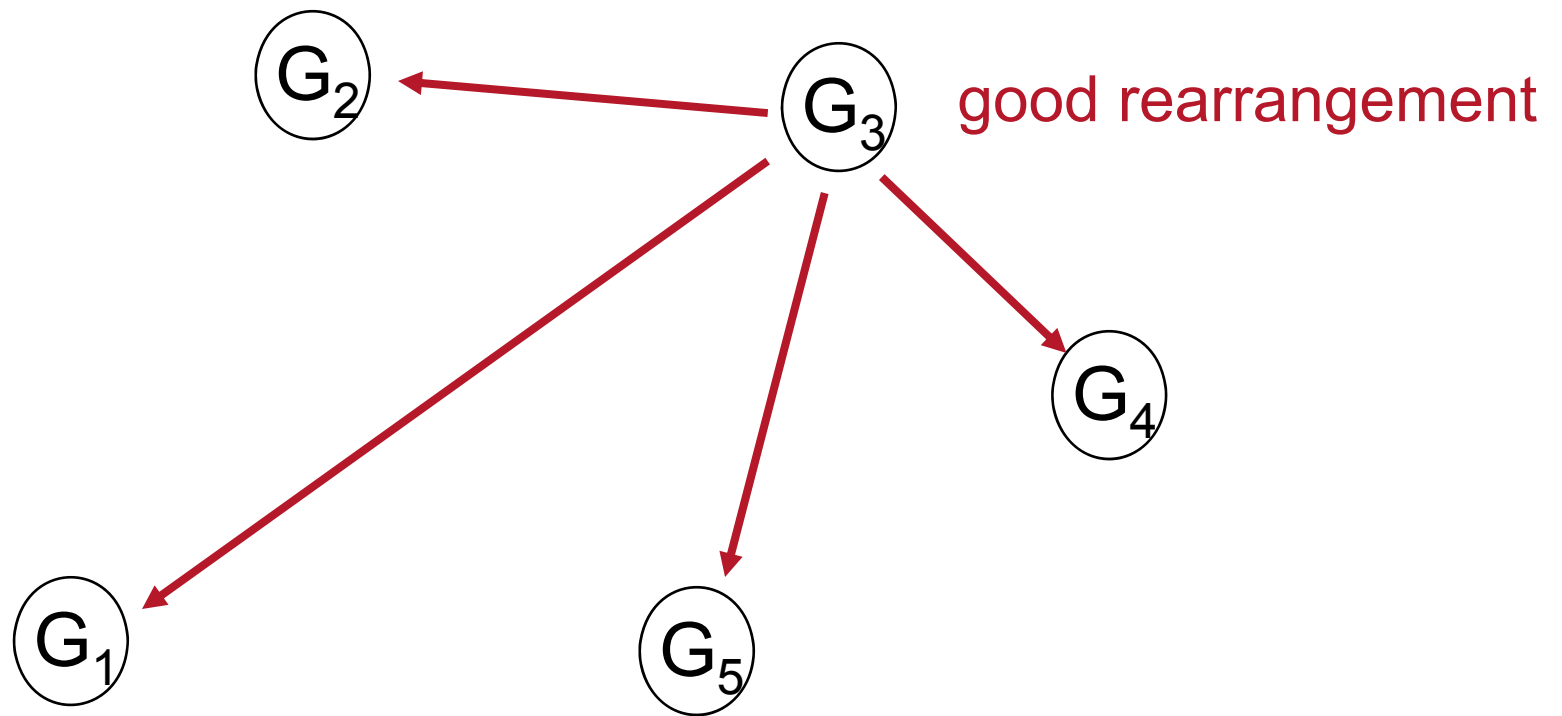 G₂
G₃ good rearrangement
G₄
G₁
G₅